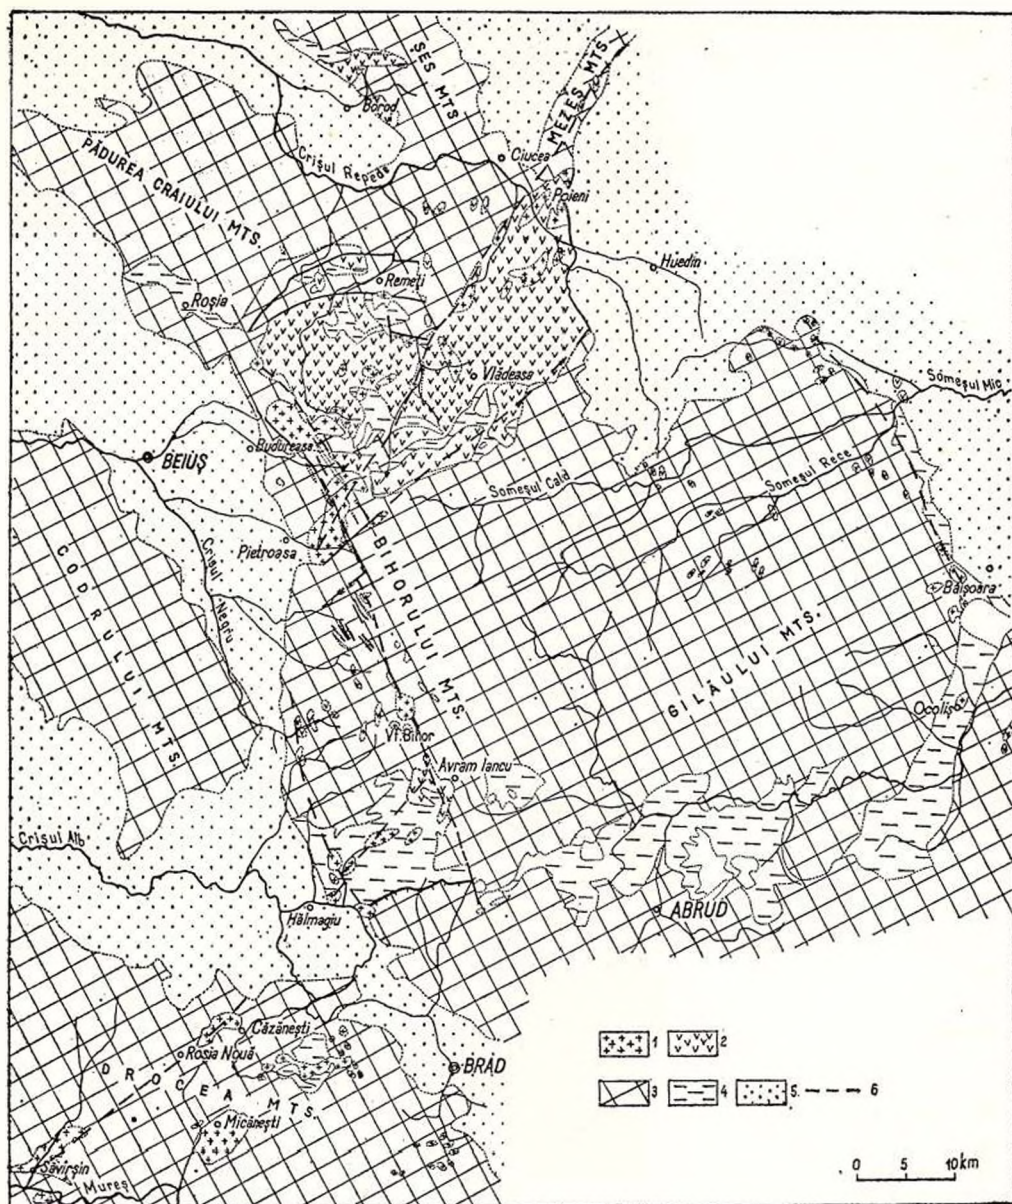 ŞES MTS
MEZEŞ MTS.
Borod
Ciucea
Crişul Repede
Poieni
PĂDUREA CRAIULUI MTS.
Huedin
Remeţi
Roşia
Vlădeasa
Someşul Mic
Budureasa
BEIUŞ
Someşul Rece
Someşul Cald
Pietroasa
BIHORULUI MTS.
CODRULUI MTS.
Crişul Negru
Băişoara
GILĂULUI MTS.
Ocoliş
Vf. Bihor
Avram Iancu
Crişul Alb
Hălmagiu
ABRUD
Căzăneşti
Roşia Nouă
BRAD
DROCEA MTS.
Micăneşti
Săvîrşin
Mureş
1 2
3 4 5 6
0 5 10km